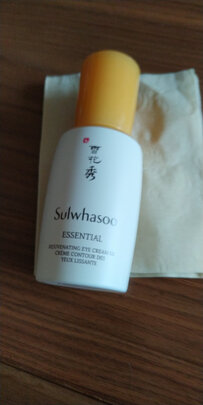 雪花秀
Sulwhasoo
ESSENTIAL
REJUVENATING EYE CREAM EX
CRÈME CONTOUR DES
YEUX LISSANTE